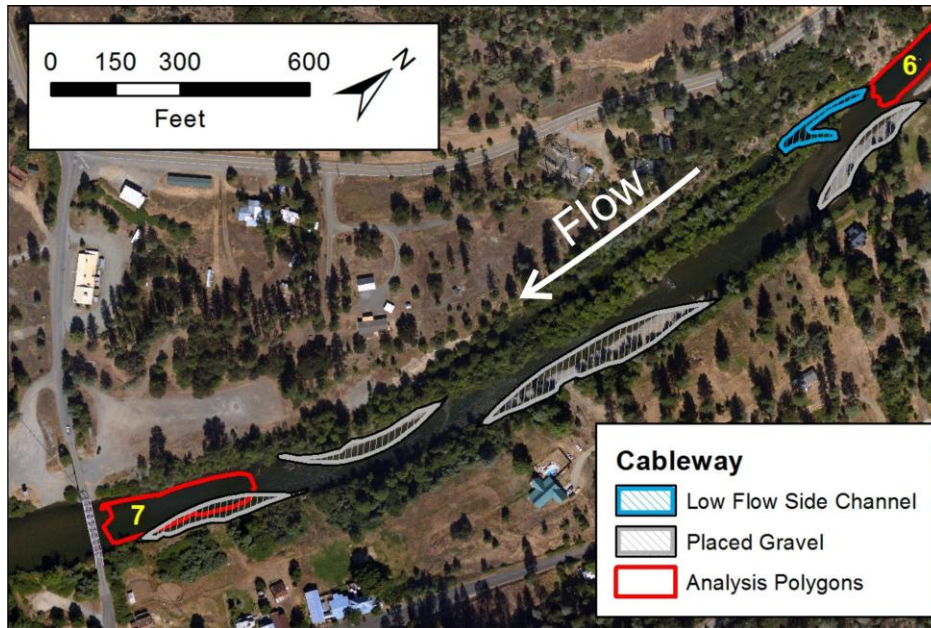 0 150 300 600
Feet
N
6
Flow
7
Cableway
Low Flow Side Channel
Placed Gravel
Analysis Polygons